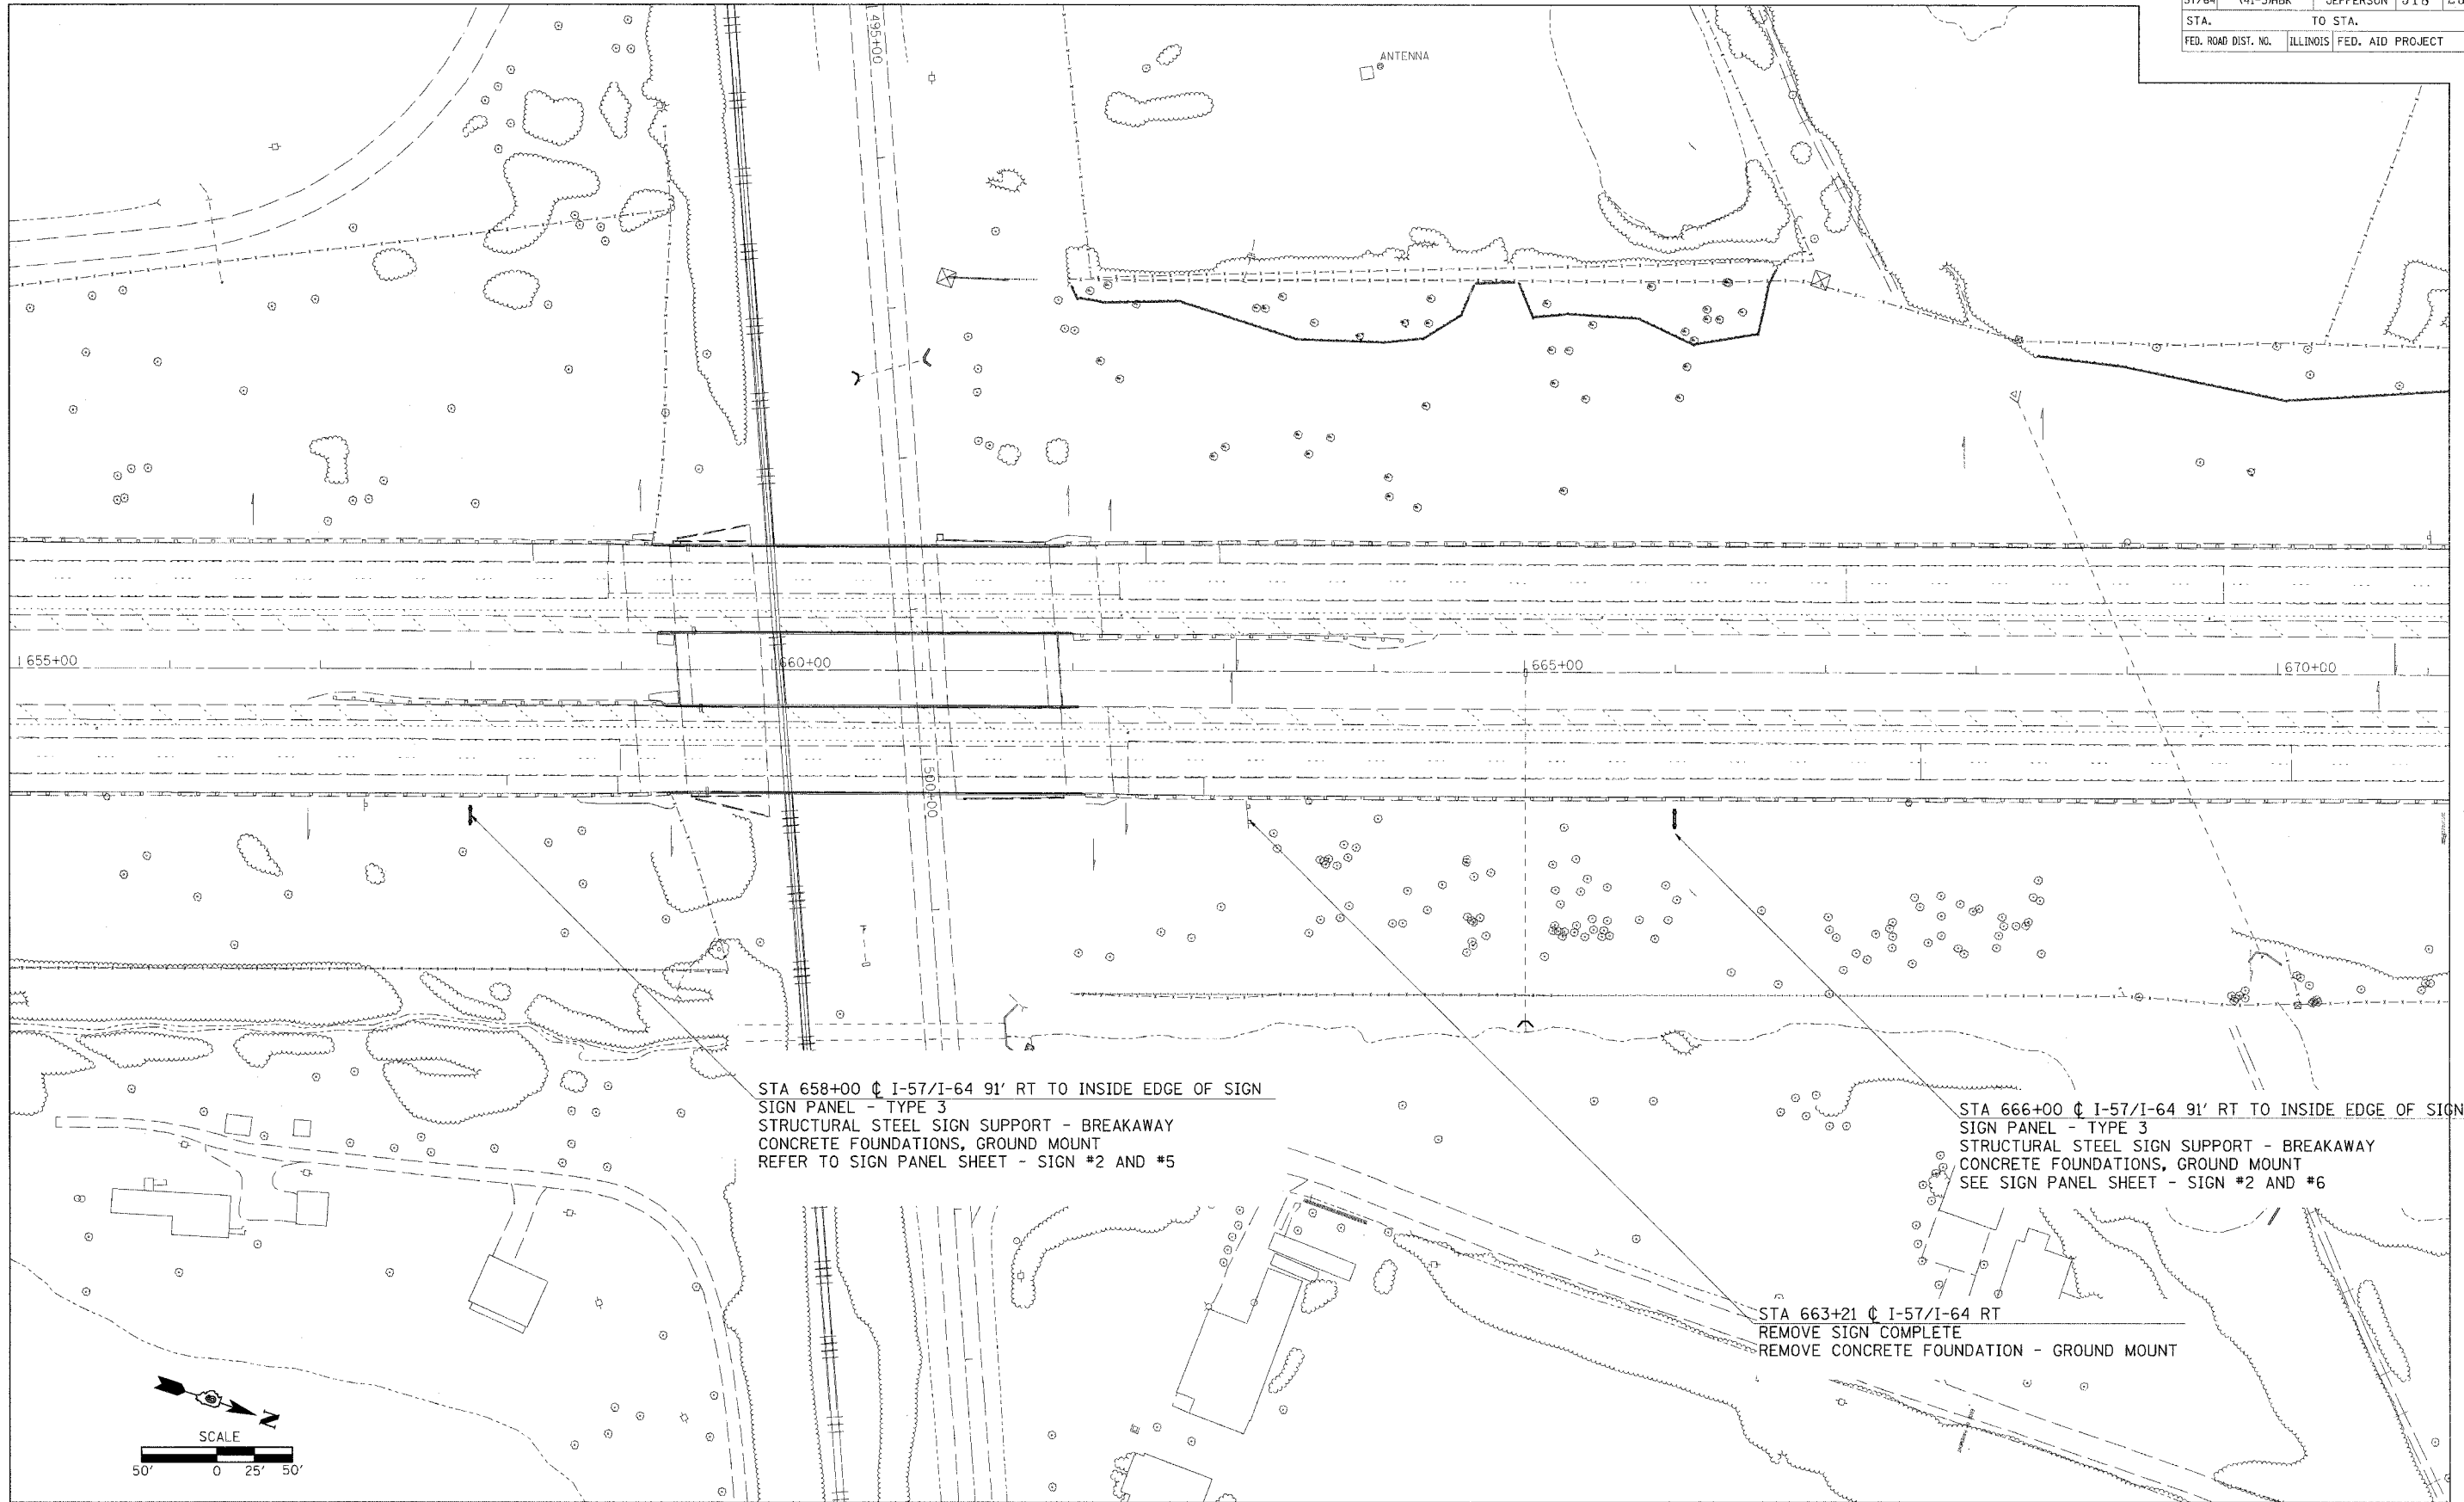 JEFFERSON
STA. TO STA.
FED. ROAD DIST. NO. ILLINOIS FED. AID PROJECT
495+00
ANTENNA
655+00
660+00
665+00
670+00
500+00
STA 658+00 ℄ I-57/I-64 91' RT TO INSIDE EDGE OF SIGN
SIGN PANEL - TYPE 3
STRUCTURAL STEEL SIGN SUPPORT - BREAKAWAY
CONCRETE FOUNDATIONS, GROUND MOUNT
REFER TO SIGN PANEL SHEET - SIGN #2 AND #5
STA 666+00 ℄ I-57/I-64 91' RT TO INSIDE EDGE OF SIGN
SIGN PANEL - TYPE 3
STRUCTURAL STEEL SIGN SUPPORT - BREAKAWAY
CONCRETE FOUNDATIONS, GROUND MOUNT
SEE SIGN PANEL SHEET - SIGN #2 AND #6
STA 663+21 ℄ I-57/I-64 RT
REMOVE SIGN COMPLETE
REMOVE CONCRETE FOUNDATION - GROUND MOUNT
N
SCALE
50' 0 25' 50'